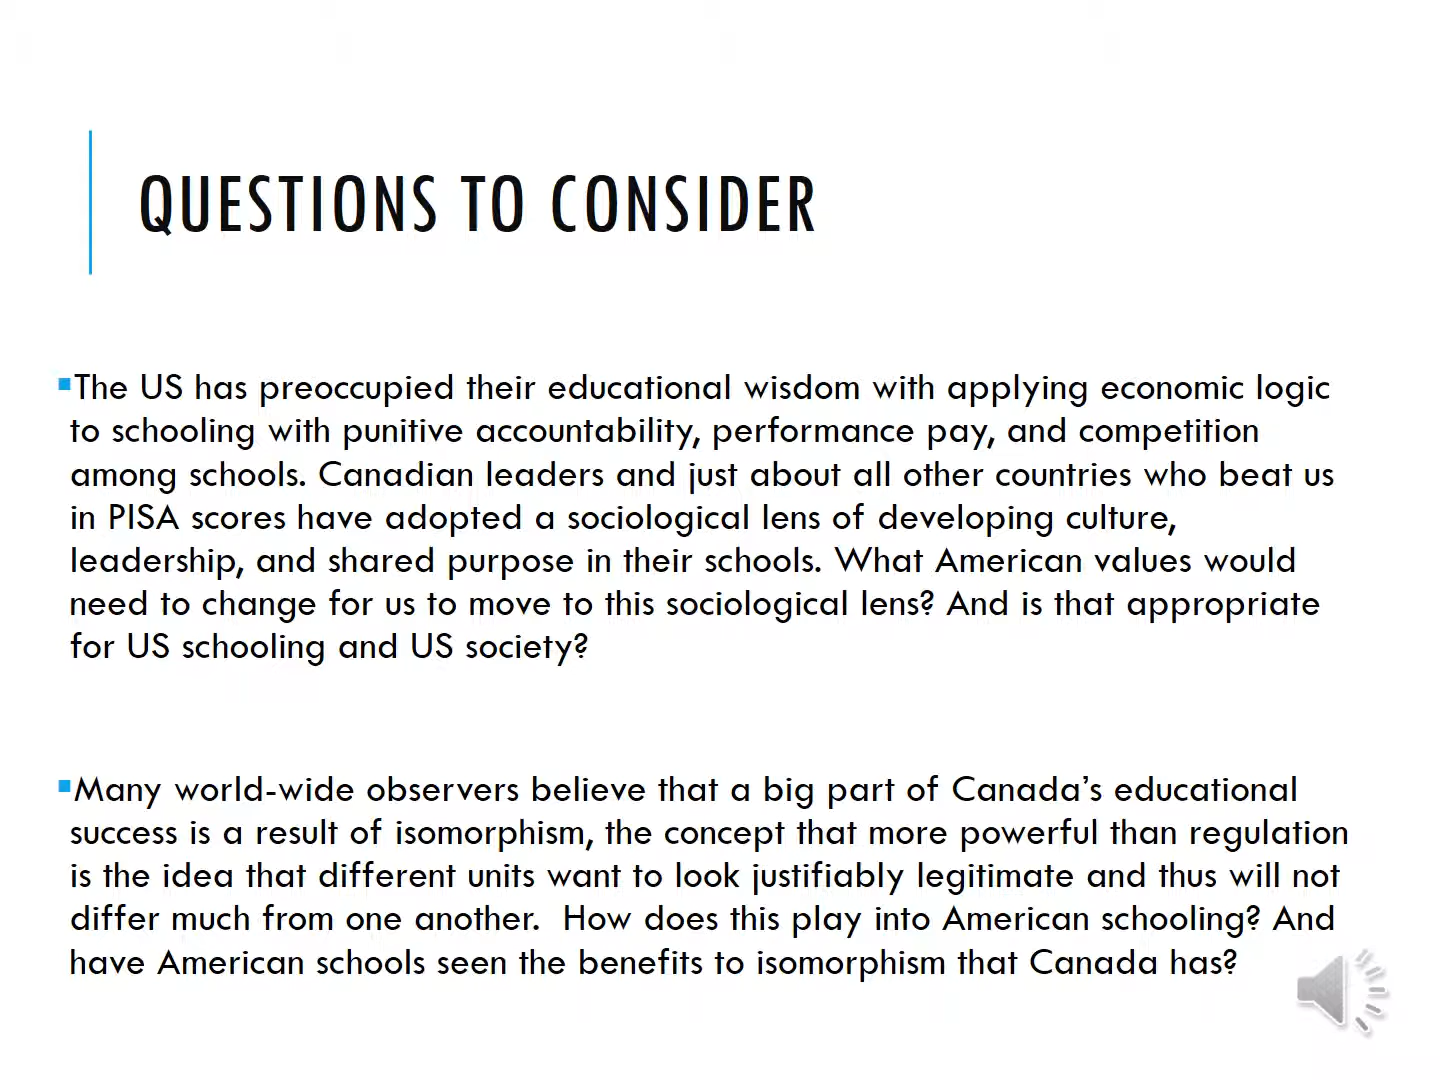 QUESTIONS TO CONSIDER
▪The US has preoccupied their educational wisdom with applying economic logic
to schooling with punitive accountability, performance pay, and competition
among schools. Canadian leaders and just about all other countries who beat us
in PISA scores have adopted a sociological lens of developing culture,
leadership, and shared purpose in their schools. What American values would
need to change for us to move to this sociological lens? And is that appropriate
for US schooling and US society?
▪Many world-wide observers believe that a big part of Canada’s educational
success is a result of isomorphism, the concept that more powerful than regulation
is the idea that different units want to look justifiably legitimate and thus will not
differ much from one another.  How does this play into American schooling? And
have American schools seen the benefits to isomorphism that Canada has?